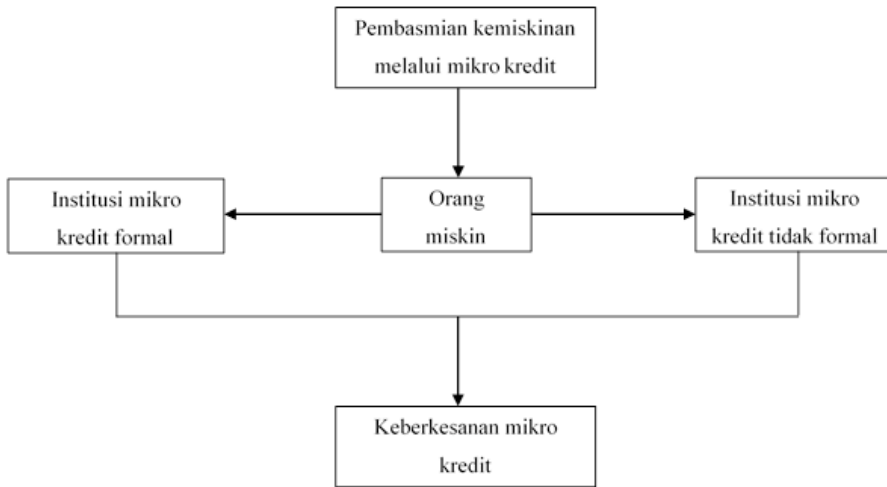 Pembasmian kemiskinan
melalui mikro kredit
Institusi mikro
kredit formal
Orang
miskin
Institusi mikro
kredit tidak formal
Keberkesanan mikro
kredit